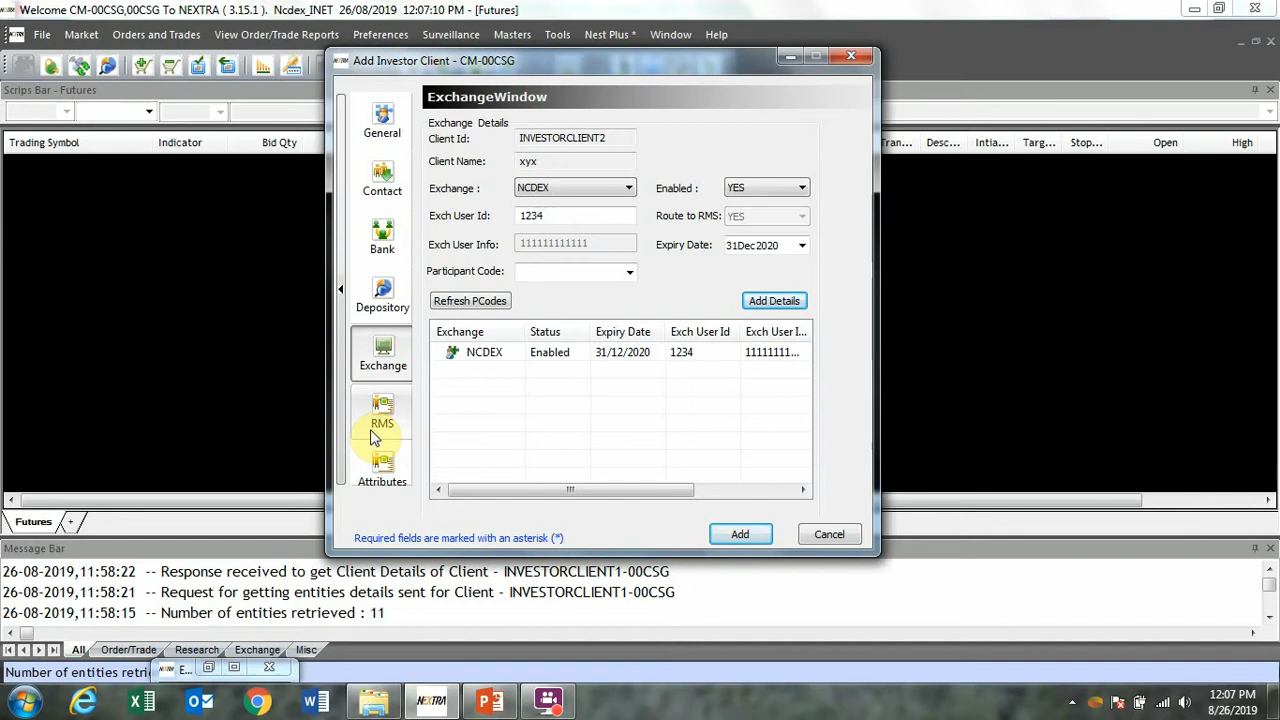 Welcome CM-00CSG,00CSG To NEXTRA ( 3.15.1 ). Ncdex_INET 26/08/2019 12:07:10 PM - [Futures]
File Market Orders and Trades View Order/Trade Reports Preferences Surveillance Masters Tools Nest Plus * Window Help
Scrips Bar - Futures
Trading Symbol Indicator Bid Qty Tran... Desc... Intia... Targ... Stop... Open High
Add Investor Client - CM-00CSG
General
Contact
Bank
Depository
Exchange
RMS
Attributes
ExchangeWindow
Exchange Details
Client Id: INVESTORCLIENT2
Client Name: xyx
Exchange : NCDEX Enabled : YES
Exch User Id: 1234 Route to RMS: YES
Exch User Info: 111111111111 Expiry Date: 31Dec2020
Participant Code:
Refresh PCodes Add Details
Exchange Status Expiry Date Exch User Id Exch User I...
NCDEX Enabled 31/12/2020 1234 11111111...
Required fields are marked with an asterisk (*) Add Cancel
Futures +
Message Bar
26-08-2019,11:58:22 -- Response received to get Client Details of Client - INVESTORCLIENT1-00CSG
26-08-2019,11:58:21 -- Request for getting entities details sent for Client - INVESTORCLIENT1-00CSG
26-08-2019,11:58:15 -- Number of entities retrieved : 11
All Order/Trade Research Exchange Misc
Number of entities retrie E...
NEXTRA
12:07 PM
8/26/2019